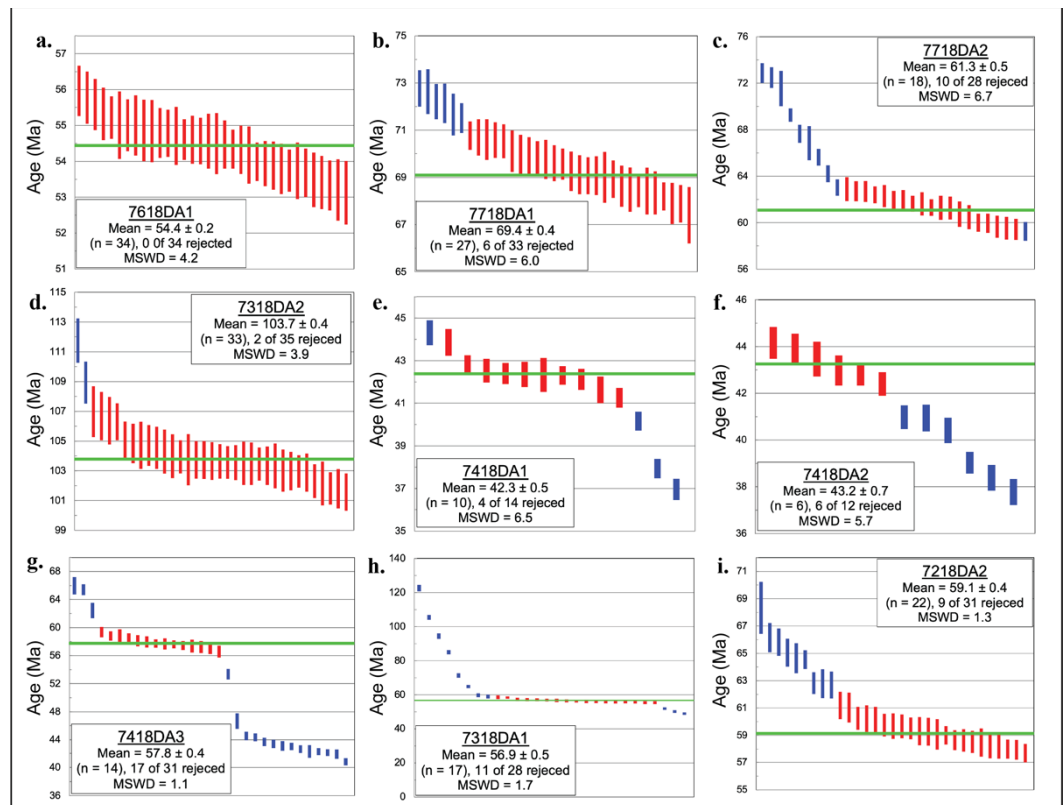 a.
57
56
55
54
53
52
51
Age (Ma)
7618DA1
Mean = 54.4 ± 0.2
(n = 34), 0 of 34 rejected
MSWD = 4.2
b.
75
73
71
69
67
65
Age (Ma)
7718DA1
Mean = 69.4 ± 0.4
(n = 27), 6 of 33 rejected
MSWD = 6.0
c.
76
72
68
64
60
56
Age (Ma)
7718DA2
Mean = 61.3 ± 0.5
(n = 18), 10 of 28 rejeced
MSWD = 6.7
d.
115
113
111
109
107
105
103
101
99
Age (Ma)
7318DA2
Mean = 103.7 ± 0.4
(n = 33), 2 of 35 rejeced
MSWD = 3.9
e.
45
43
41
39
37
35
Age (Ma)
7418DA1
Mean = 42.3 ± 0.5
(n = 10), 4 of 14 rejeced
MSWD = 6.5
f.
46
44
42
40
38
36
Age (Ma)
7418DA2
Mean = 43.2 ± 0.7
(n = 6), 6 of 12 rejeced
MSWD = 5.7
g.
68
64
60
56
52
48
44
40
36
Age (Ma)
7418DA3
Mean = 57.8 ± 0.4
(n = 14), 17 of 31 rejeced
MSWD = 1.1
h.
140
120
100
80
60
40
20
0
Age (Ma)
7318DA1
Mean = 56.9 ± 0.5
(n = 17), 11 of 28 rejeced
MSWD = 1.7
i.
71
69
67
65
63
61
59
57
55
Age (Ma)
7218DA2
Mean = 59.1 ± 0.4
(n = 22), 9 of 31 rejeced
MSWD = 1.3